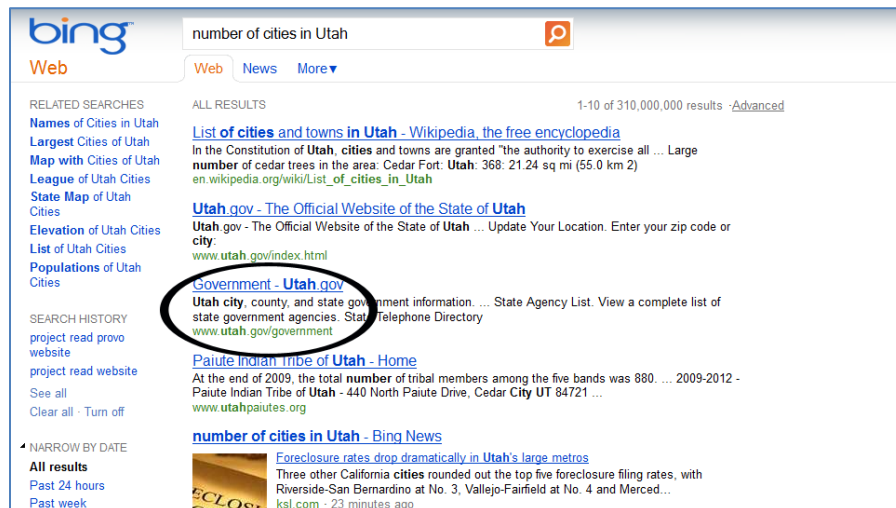 bing™
number of cities in Utah
Web
Web News More▼
RELATED SEARCHES
Names of Cities in Utah
Largest Cities of Utah
Map with Cities of Utah
League of Utah Cities
State Map of Utah
Cities
Elevation of Utah Cities
List of Utah Cities
Populations of Utah
Cities
SEARCH HISTORY
project read provo
website
project read website
See all
Clear all · Turn off
NARROW BY DATE
All results
Past 24 hours
Past week
ALL RESULTS
1-10 of 310,000,000 results · Advanced
List of cities and towns in Utah - Wikipedia, the free encyclopedia
In the Constitution of Utah, cities and towns are granted "the authority to exercise all ... Large
number of cedar trees in the area: Cedar Fort: Utah: 368: 21.24 sq mi (55.0 km 2)
en.wikipedia.org/wiki/List_of_cities_in_Utah
Utah.gov - The Official Website of the State of Utah
Utah.gov - The Official Website of the State of Utah ... Update Your Location. Enter your zip code or
city:
www.utah.gov/index.html
Government - Utah.gov
Utah city, county, and state government information. ... State Agency List. View a complete list of
state government agencies. State Telephone Directory
www.utah.gov/government
Paiute Indian Tribe of Utah - Home
At the end of 2009, the total number of tribal members among the five bands was 880. ... 2009-2012 -
Paiute Indian Tribe of Utah - 440 North Paiute Drive, Cedar City UT 84721 ...
www.utahpaiutes.org
number of cities in Utah - Bing News
Foreclosure rates drop dramatically in Utah's large metros
Three other California cities rounded out the top five foreclosure filing rates, with
Riverside-San Bernardino at No. 3, Vallejo-Fairfield at No. 4 and Merced...
ksl.com · 23 minutes ago